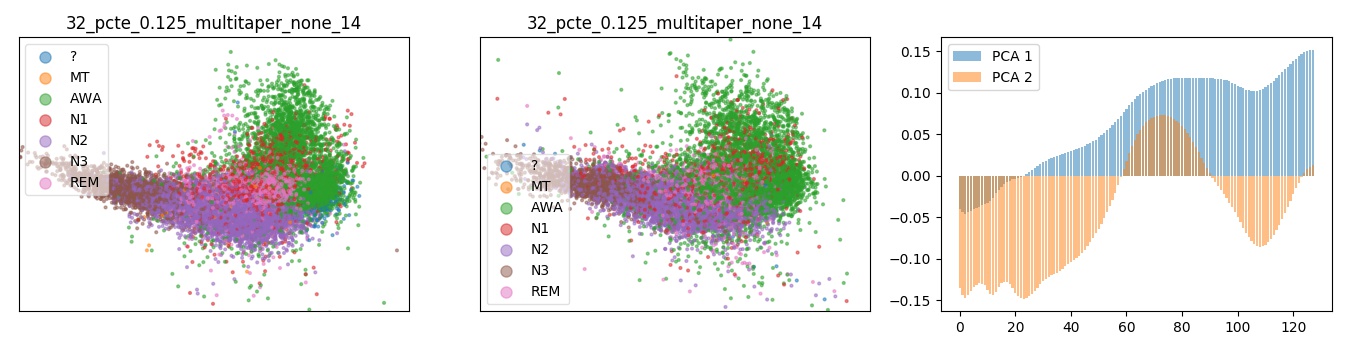 32_pcte_0.125_multitaper_none_14
?
MT
AWA
N1
N2
N3
REM
32_pcte_0.125_multitaper_none_14
?
MT
AWA
N1
N2
N3
REM
PCA 1
PCA 2
0.15
0.10
0.05
0.00
−0.05
−0.10
−0.15
0 20 40 60 80 100 120